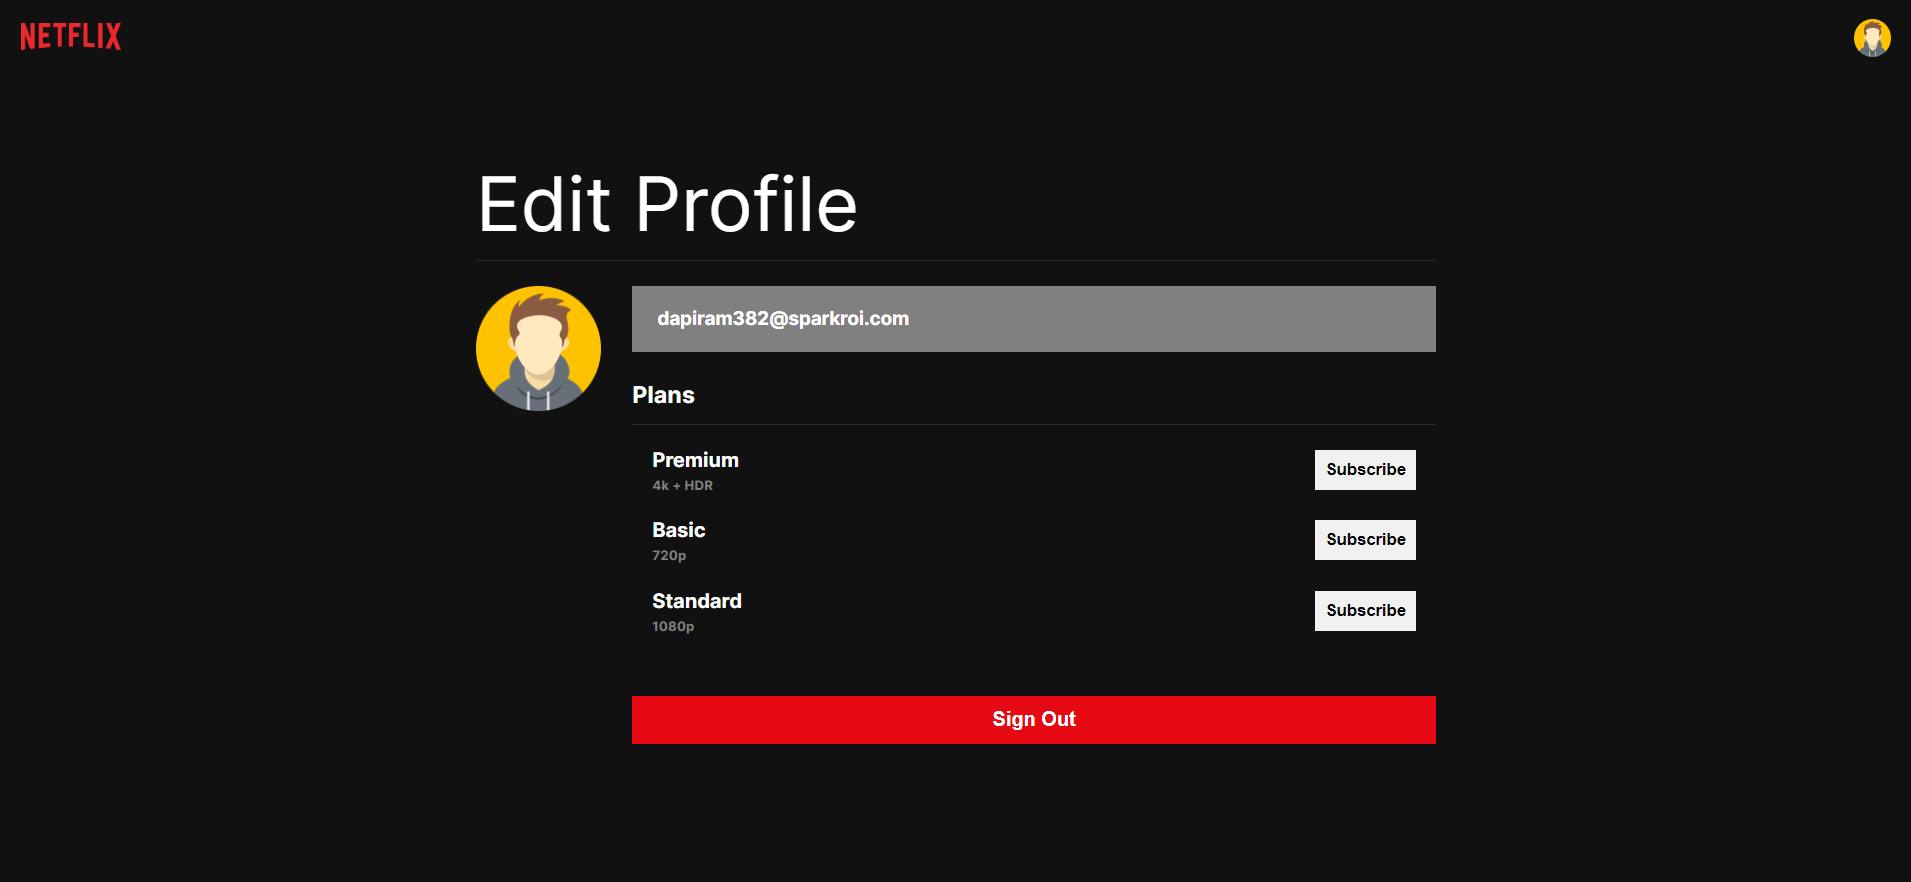 NETFLIX
Edit Profile
dapiram382@sparkroi.com
Plans
Premium
4k + HDR
Subscribe
Basic
720p
Subscribe
Standard
1080p
Subscribe
Sign Out